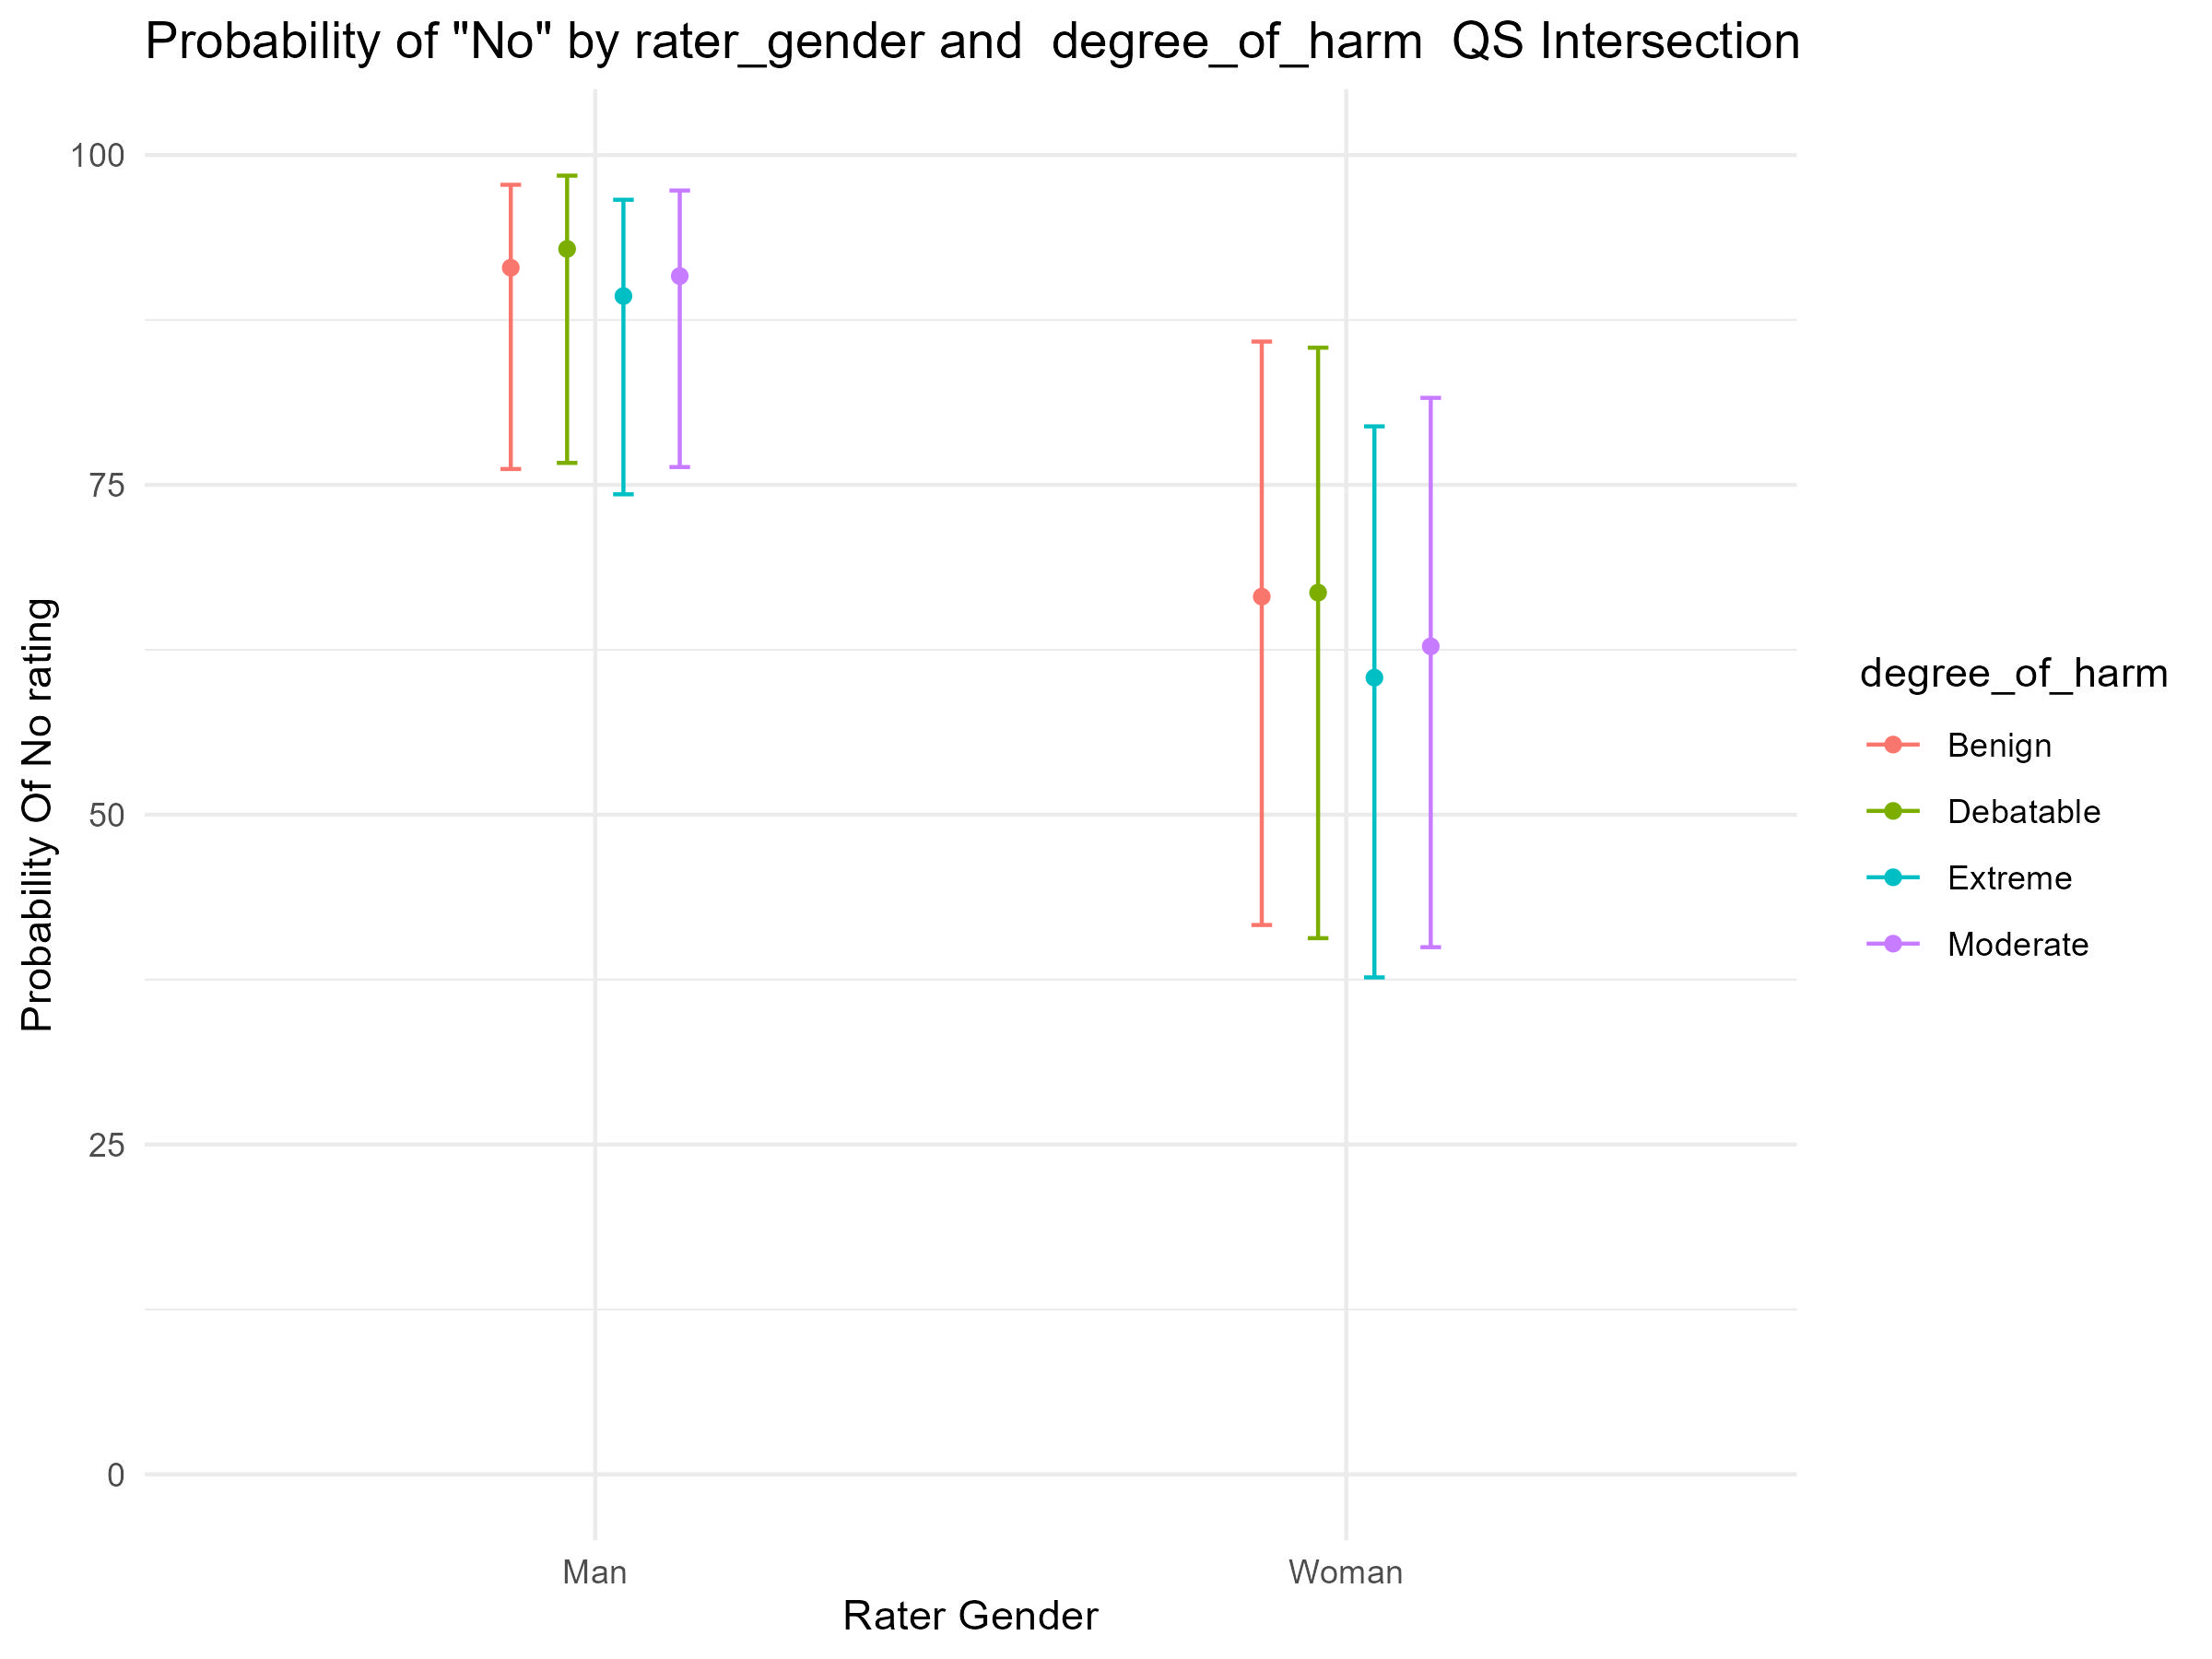 Probability of "No" by rater_gender and  degree_of_harm  QS Intersection
Probability Of No rating
100
75
50
25
0
Man
Woman
Rater Gender
degree_of_harm
Benign
Debatable
Extreme
Moderate